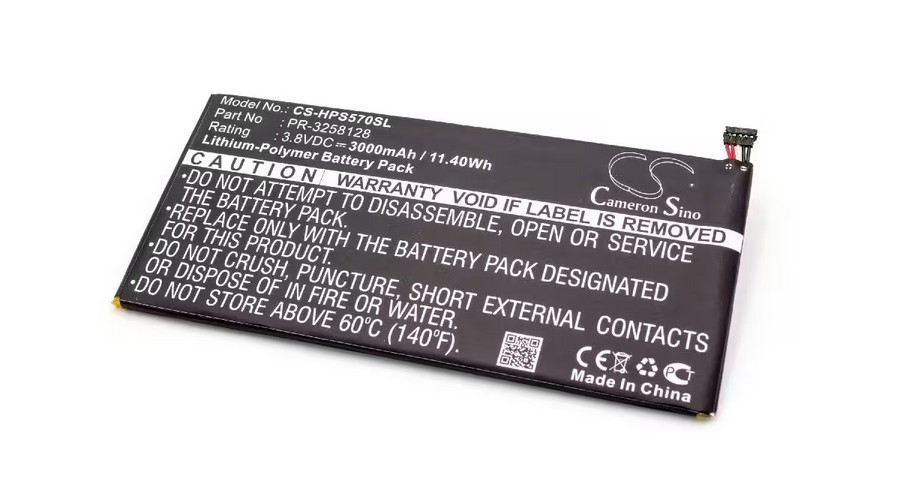 Model No.: CS-HPS570SL
Part No : PR-3258128
Rating : 3.8VDC⎓3000mAh / 11.40Wh
Lithium-Polymer Battery Pack
CS
Cameron Sino
CAUTION WARRANTY VOID IF LABEL IS REMOVED
•DO NOT ATTEMPT TO DISASSEMBLE, OPEN OR SERVICE
THE BATTERY PACK.
•REPLACE ONLY WITH THE BATTERY PACK DESIGNATED
FOR THIS PRODUCT.
•DO NOT CRUSH, PUNCTURE, SHORT EXTERNAL CONTACTS
OR DISPOSE OF IN FIRE OR WATER.
•DO NOT STORE ABOVE 60°C (140°F).
CE PCT
Made In China